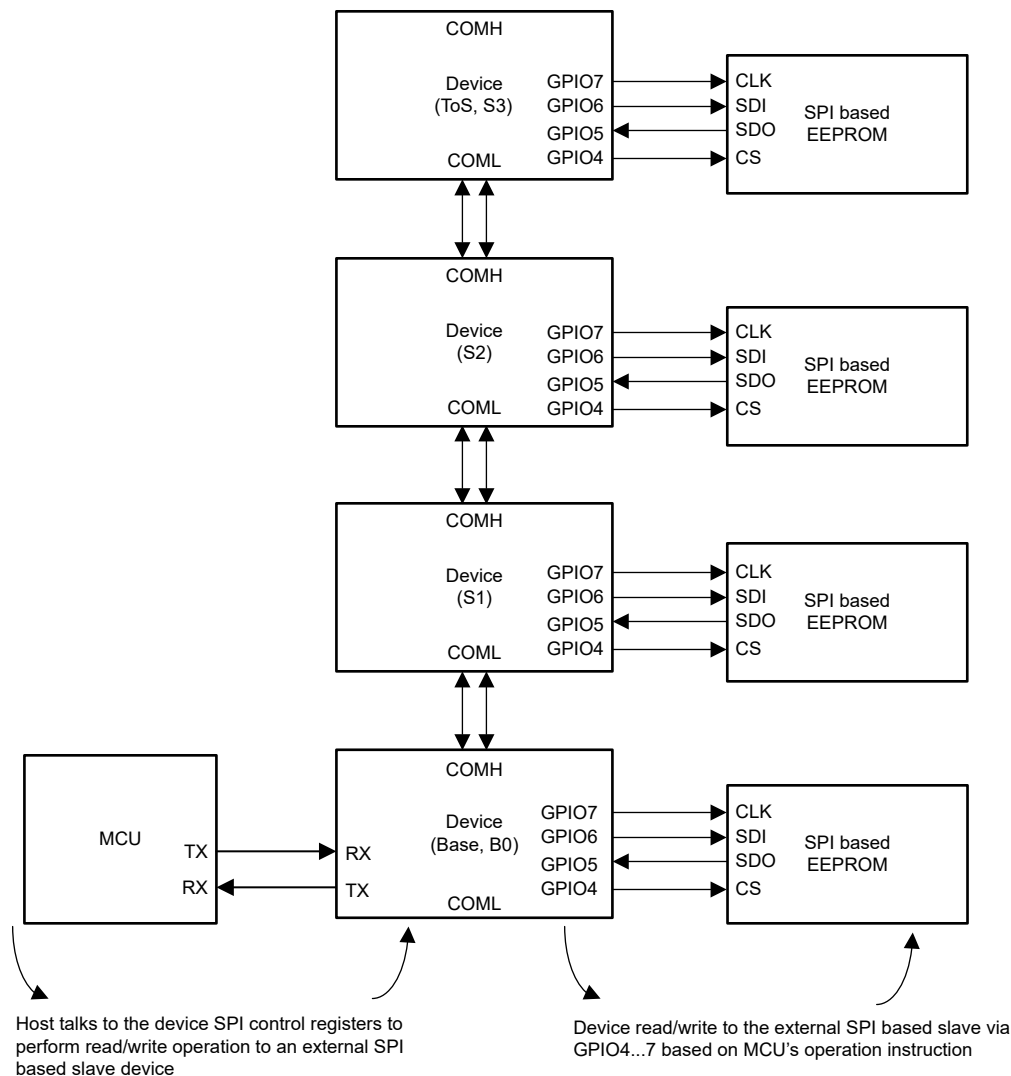 COMH
Device
(ToS, S3)
COML
GPIO7
GPIO6
GPIO5
GPIO4
CLK
SDI
SDO
CS
SPI based
EEPROM
COMH
Device
(S2)
COML
GPIO7
GPIO6
GPIO5
GPIO4
CLK
SDI
SDO
CS
SPI based
EEPROM
COMH
Device
(S1)
COML
GPIO7
GPIO6
GPIO5
GPIO4
CLK
SDI
SDO
CS
SPI based
EEPROM
MCU
TX
RX
COMH
Device
(Base, B0)
RX
TX
COML
GPIO7
GPIO6
GPIO5
GPIO4
CLK
SDI
SDO
CS
SPI based
EEPROM
Host talks to the device SPI control registers to
perform read/write operation to an external SPI
based slave device
Device read/write to the external SPI based slave via
GPIO4...7 based on MCU's operation instruction